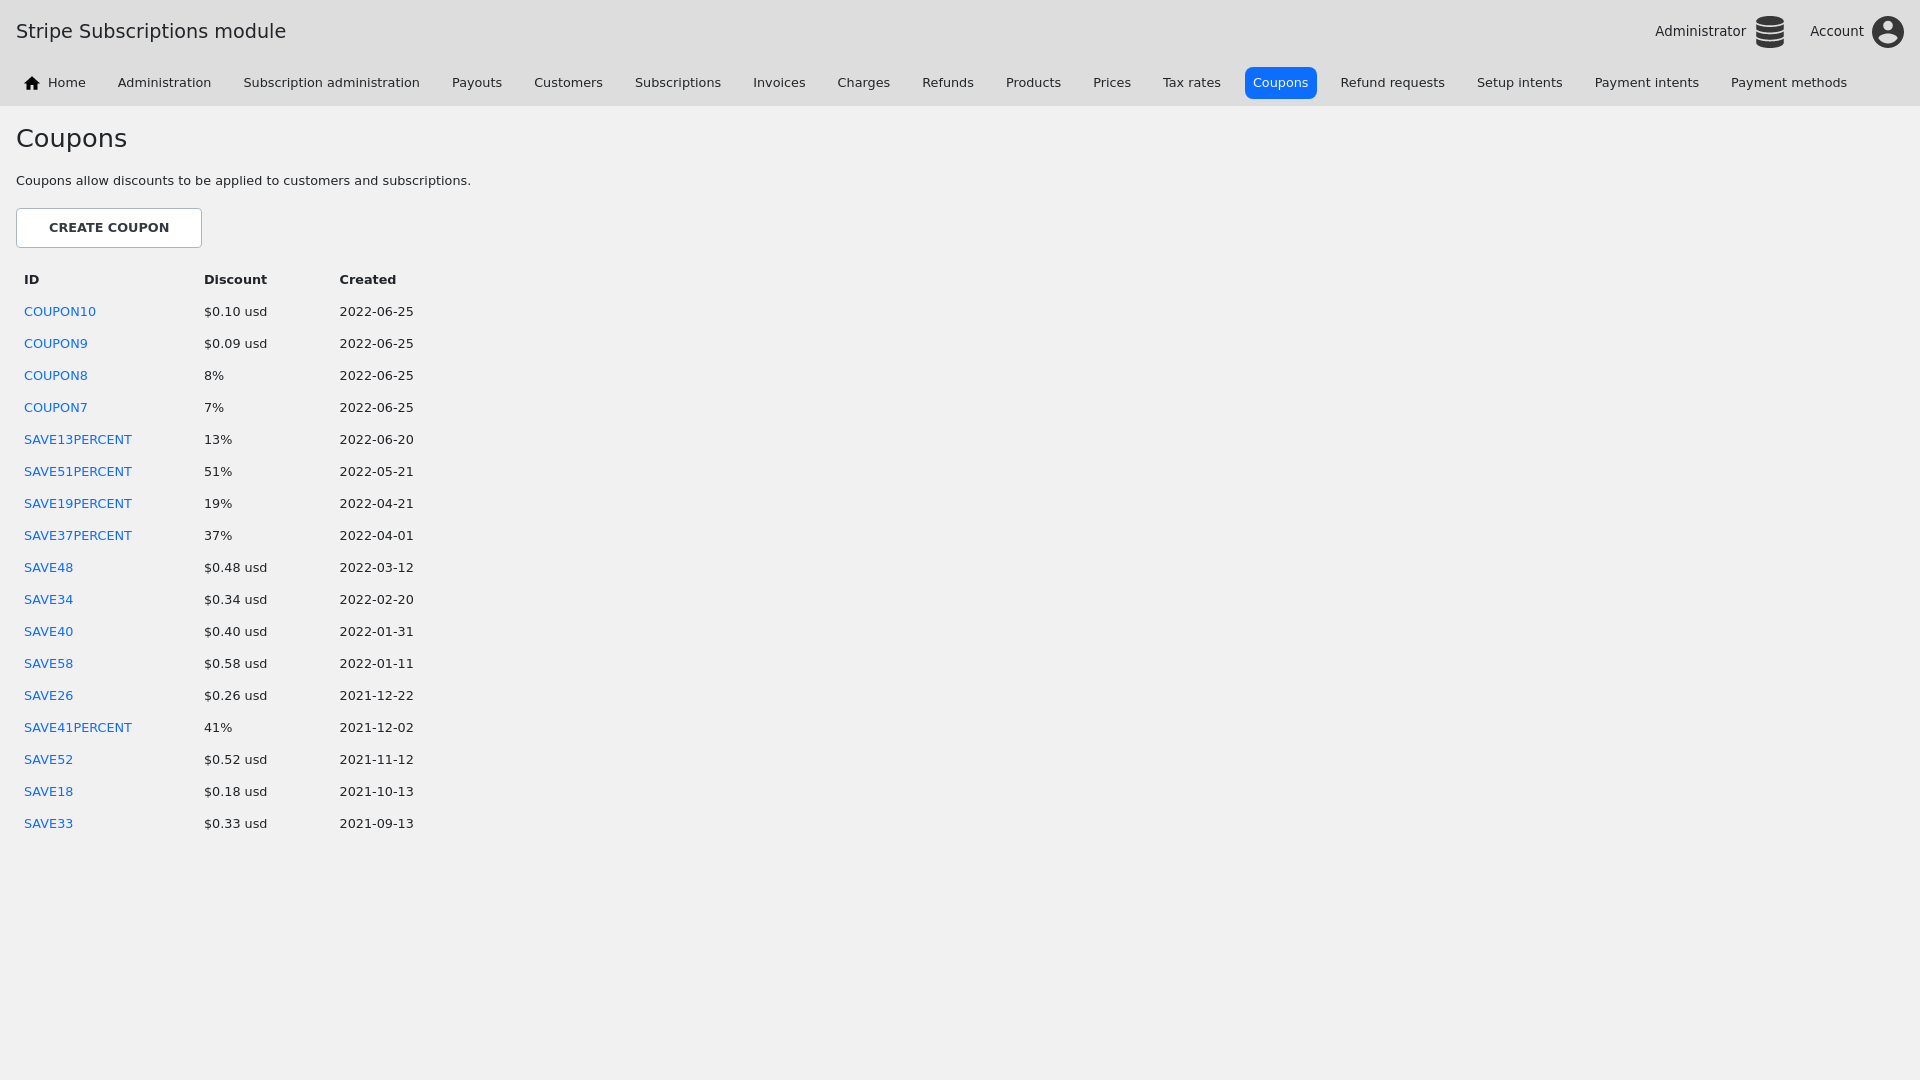 Stripe Subscriptions module
Administrator Account
Home Administration Subscription administration Payouts Customers Subscriptions Invoices Charges Refunds Products Prices Tax rates Coupons Refund requests Setup intents Payment intents Payment methods
Coupons
Coupons allow discounts to be applied to customers and subscriptions.
CREATE COUPON
ID Discount Created
COUPON10 $0.10 usd 2022-06-25
COUPON9 $0.09 usd 2022-06-25
COUPON8 8% 2022-06-25
COUPON7 7% 2022-06-25
SAVE13PERCENT 13% 2022-06-20
SAVE51PERCENT 51% 2022-05-21
SAVE19PERCENT 19% 2022-04-21
SAVE37PERCENT 37% 2022-04-01
SAVE48 $0.48 usd 2022-03-12
SAVE34 $0.34 usd 2022-02-20
SAVE40 $0.40 usd 2022-01-31
SAVE58 $0.58 usd 2022-01-11
SAVE26 $0.26 usd 2021-12-22
SAVE41PERCENT 41% 2021-12-02
SAVE52 $0.52 usd 2021-11-12
SAVE18 $0.18 usd 2021-10-13
SAVE33 $0.33 usd 2021-09-13